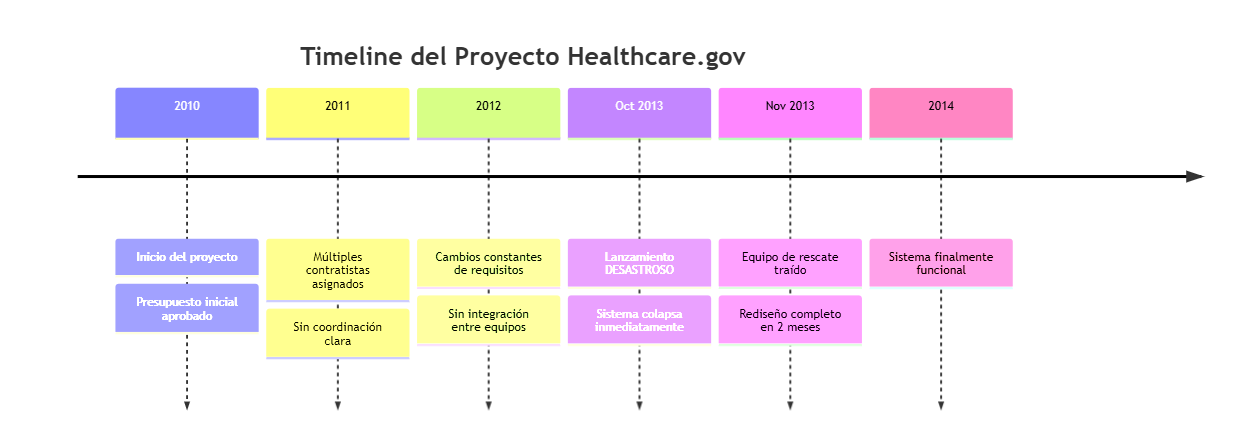 Timeline del Proyecto Healthcare.gov
2010
2011
2012
Oct 2013
Nov 2013
2014
Inicio del proyecto
Presupuesto inicial
aprobado
Múltiples
contratistas
asignados
Sin coordinación
clara
Cambios constantes
de requisitos
Sin integración
entre equipos
Lanzamiento
DESASTROSO
Sistema colapsa
inmediatamente
Equipo de rescate
traído
Rediseño completo
en 2 meses
Sistema finalmente
funcional